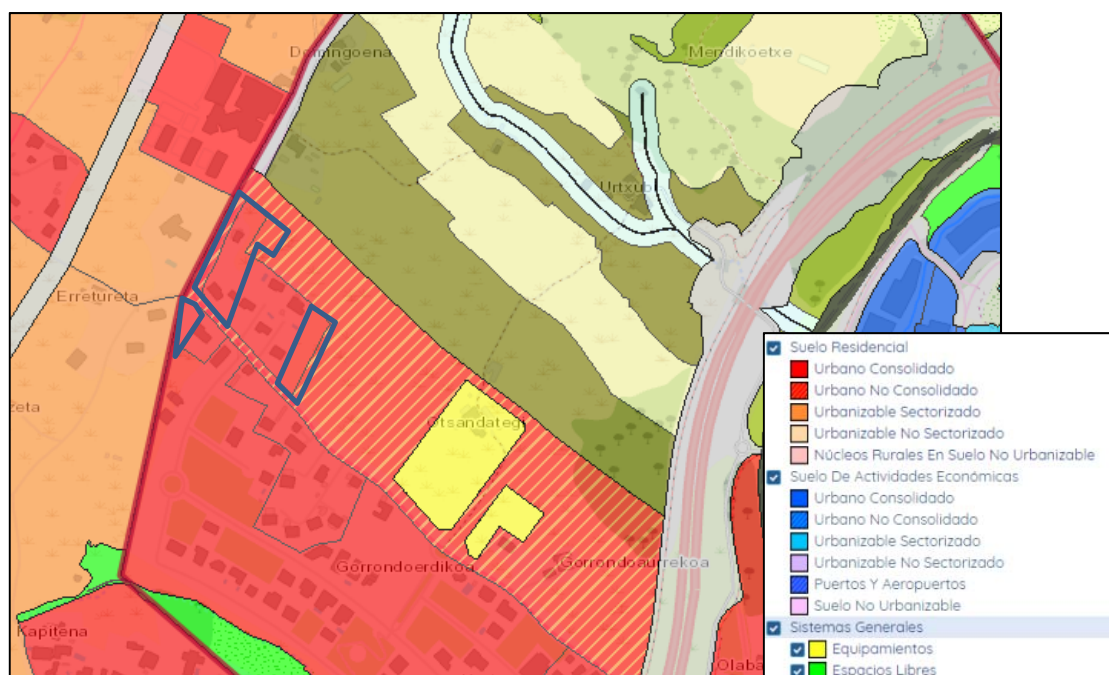 Domingoena
Mendikoetxe
Erretureta
zeta
Gorrondoerdikoa
Gorrondoaurrekoa
Kapitena
Olaba
Suelo Residencial
Urbano Consolidado
Urbano No Consolidado
Urbanizable Sectorizado
Urbanizable No Sectorizado
Núcleos Rurales En Suelo No Urbanizable
Suelo De Actividades Económicas
Urbano Consolidado
Urbano No Consolidado
Urbanizable Sectorizado
Urbanizable No Sectorizado
Puertos Y Aeropuertos
Suelo No Urbanizable
Sistemas Generales
Equipamientos
Espacios Libres